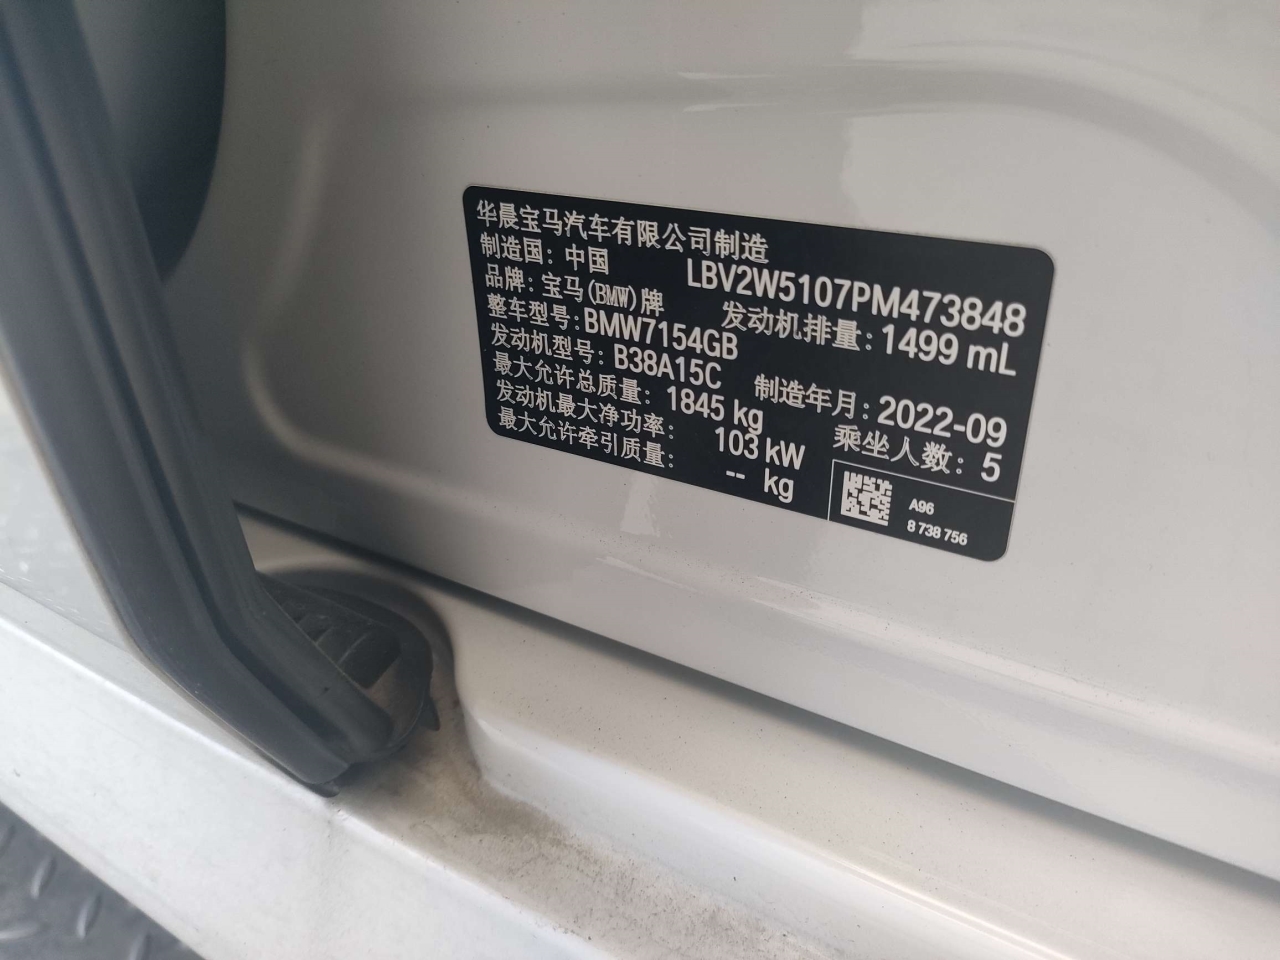 华晨宝马汽车有限公司制造
制造国：中国
LBV2W5107PM473848
品牌：宝马(BMW)牌
发动机排量：1499 mL
整车型号：BMW7154GB
发动机型号：B38A15C
制造年月：2022-09
最大允许总质量：1845 kg
乘坐人数：5
发动机最大净功率：103 kW
最大允许牵引质量：-- kg
A96
8 738 756